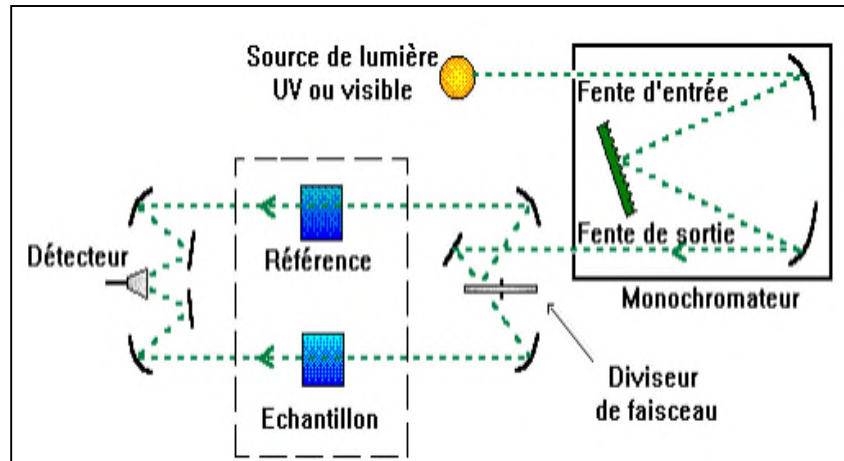 Source de lumière
UV ou visible
Fente d'entrée
Fente de sortie
Monochromateur
Détecteur
Référence
Echantillon
Diviseur
de faisceau